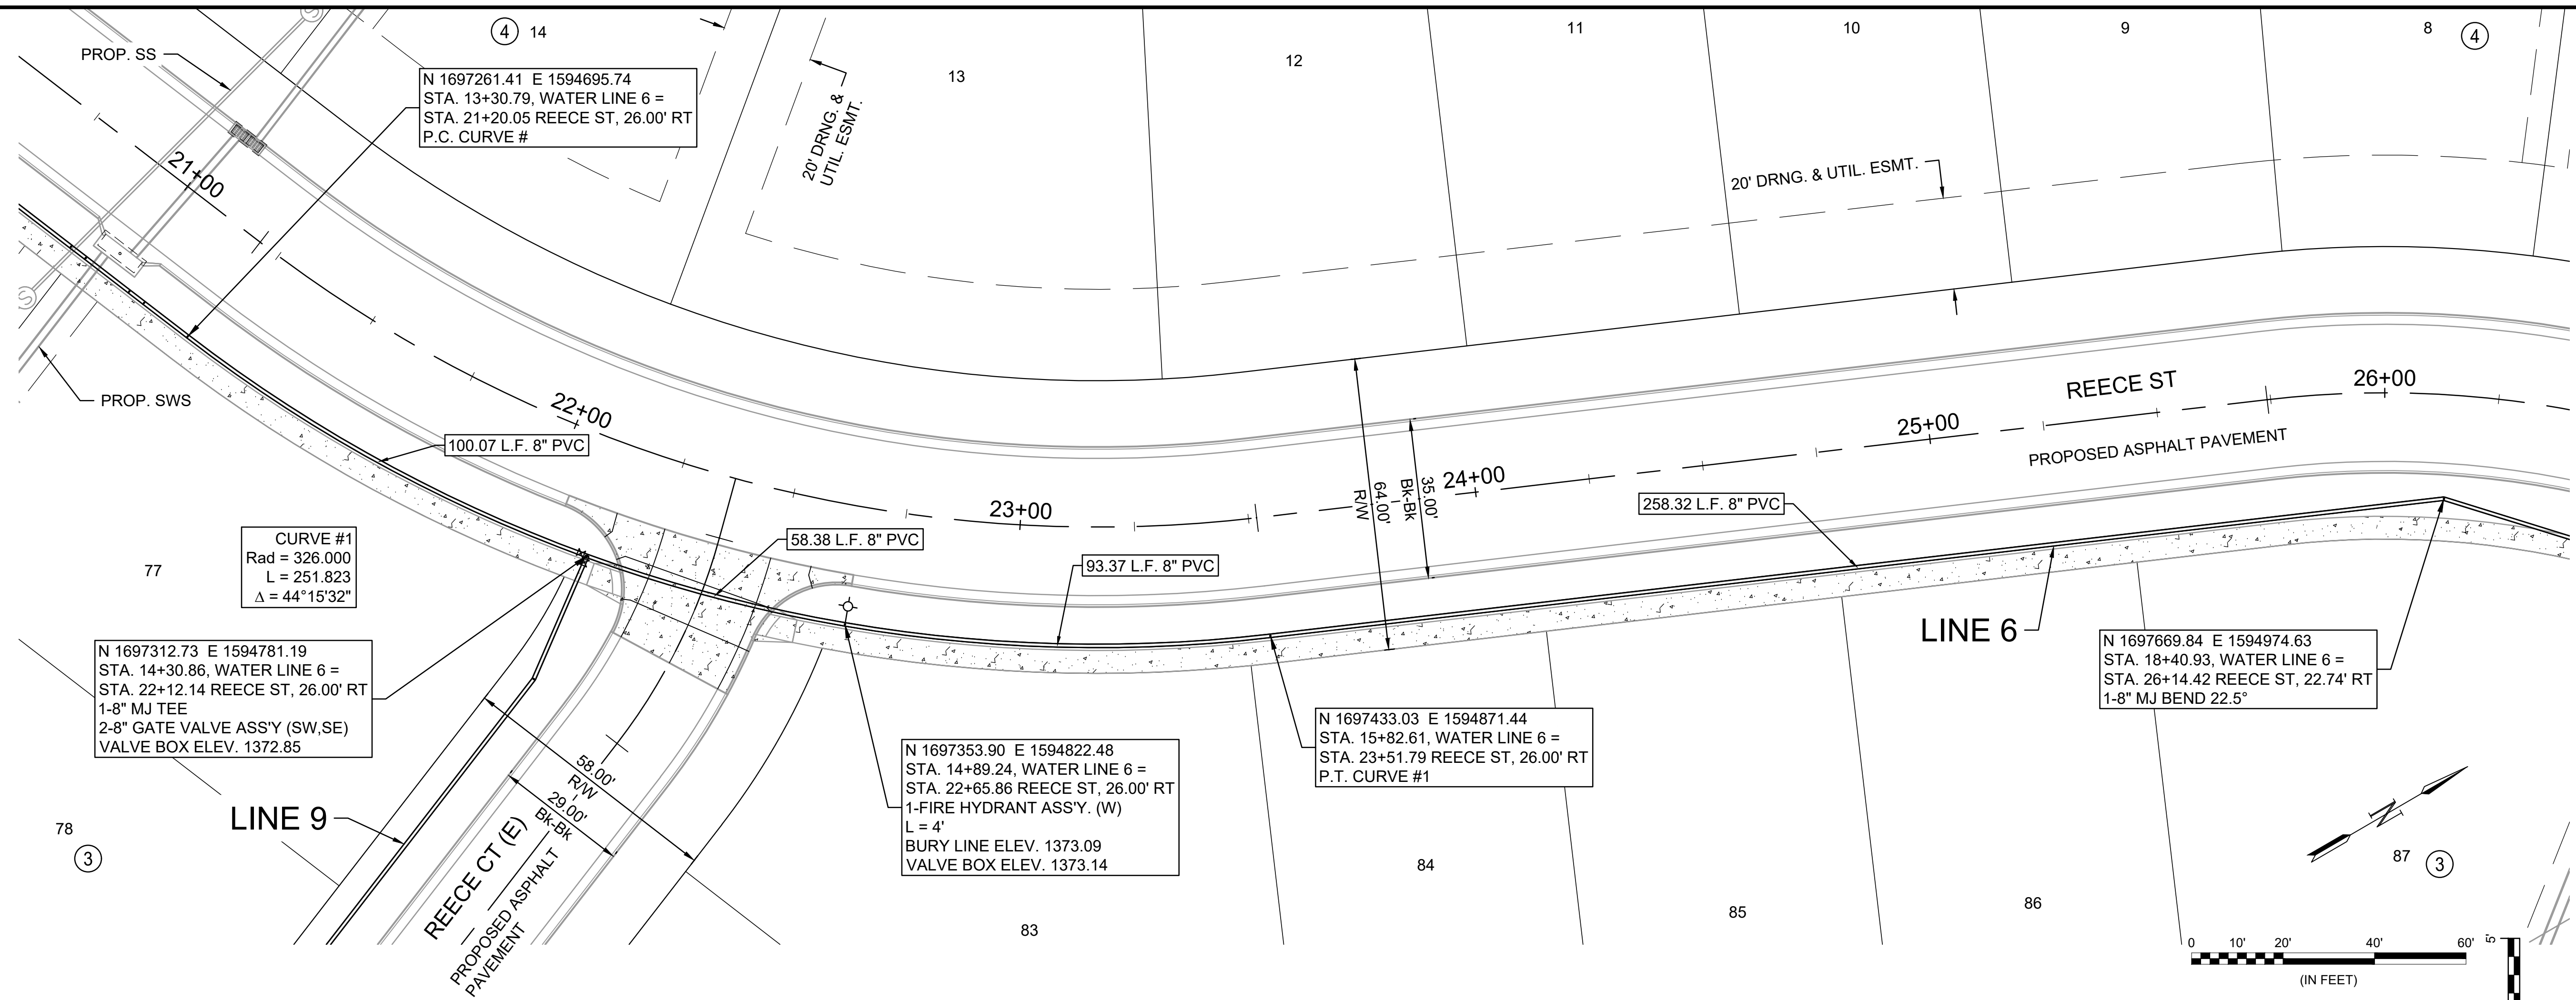 PROP. SS
4
14
N 1697261.41 E 1594695.74
STA. 13+30.79, WATER LINE 6 =
STA. 21+20.05 REECE ST, 26.00' RT
P.C. CURVE #
13
20' DRNG. &
UTIL. ESMT.
12
11
10
9
8
4
20' DRNG. & UTIL. ESMT.
S
21+00
S
PROP. SWS
22+00
100.07 L.F. 8" PVC
23+00
58.38 L.F. 8" PVC
93.37 L.F. 8" PVC
64.00'
R/W
35.00'
Bk-Bk
24+00
258.32 L.F. 8" PVC
25+00
REECE ST
26+00
PROPOSED ASPHALT PAVEMENT
CURVE #1
Rad = 326.000
L = 251.823
Δ = 44°15'32"
77
N 1697312.73 E 1594781.19
STA. 14+30.86, WATER LINE 6 =
STA. 22+12.14 REECE ST, 26.00' RT
1-8" MJ TEE
2-8" GATE VALVE ASS'Y (SW,SE)
VALVE BOX ELEV. 1372.85
LINE 9
78
3
58.00'
R/W
29.00'
Bk-Bk
REECE CT (E)
PROPOSED ASPHALT
PAVEMENT
N 1697353.90 E 1594822.48
STA. 14+89.24, WATER LINE 6 =
STA. 22+65.86 REECE ST, 26.00' RT
1-FIRE HYDRANT ASS'Y. (W)
L = 4'
BURY LINE ELEV. 1373.09
VALVE BOX ELEV. 1373.14
N 1697433.03 E 1594871.44
STA. 15+82.61, WATER LINE 6 =
STA. 23+51.79 REECE ST, 26.00' RT
P.T. CURVE #1
LINE 6
N 1697669.84 E 1594974.63
STA. 18+40.93, WATER LINE 6 =
STA. 26+14.42 REECE ST, 22.74' RT
1-8" MJ BEND 22.5°
83
84
85
86
87
3
N
0 10' 20' 40' 60'
(IN FEET)
5'